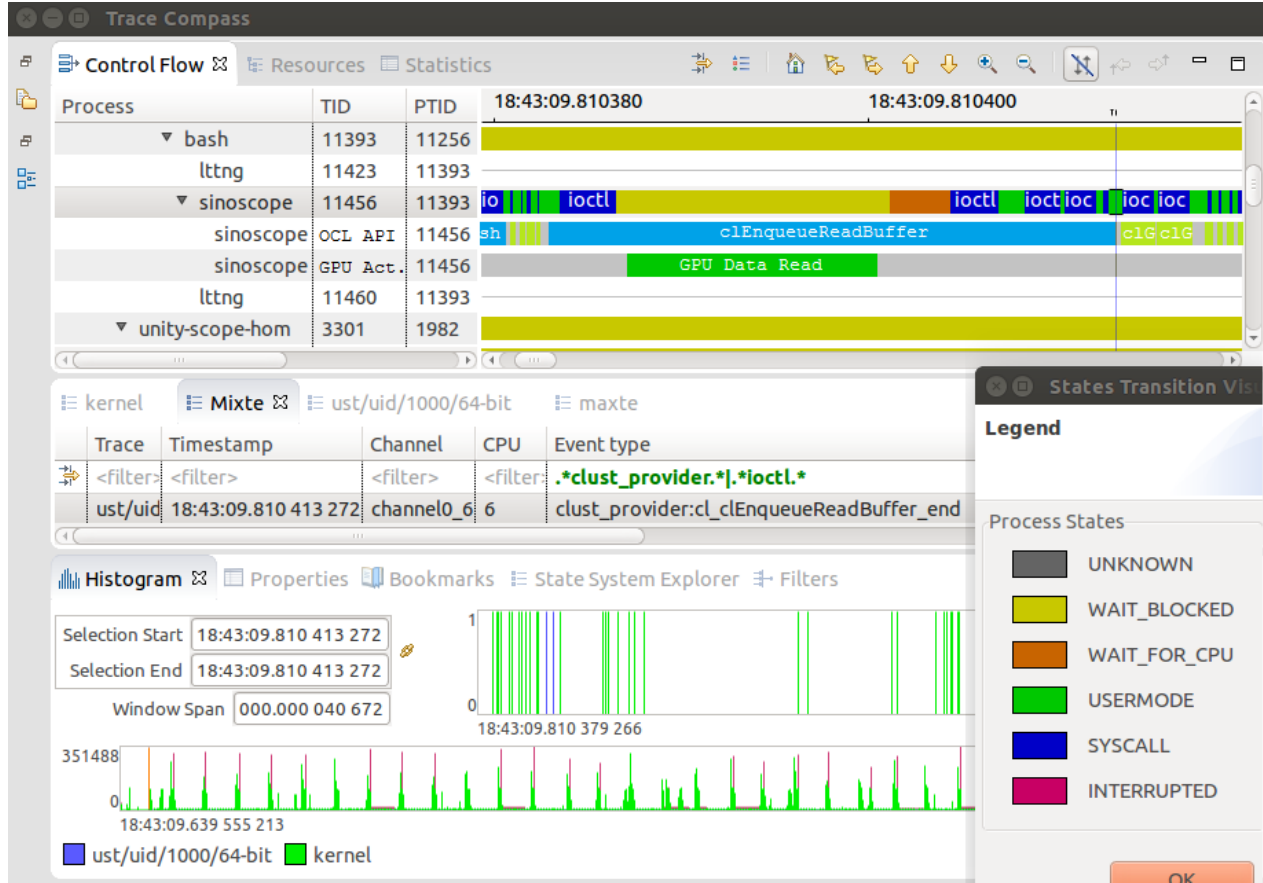 Trace Compass
Control Flow Resources Statistics
Process TID PTID 18:43:09.810380 18:43:09.810400
bash 11393 11256
lttng 11423 11393
sinoscope 11456 11393 io ioctl ioctl ioct ioc ioc ioc
sinoscope OCL API 11456 sh clEnqueueReadBuffer clG clG
sinoscope GPU Act. 11456 GPU Data Read
lttng 11460 11393
unity-scope-hom 3301 1982
kernel Mixte ust/uid/1000/64-bit maxte
Trace Timestamp Channel CPU Event type
<filter> <filter> <filter> <filter> .*clust_provider.*|.*ioctl.*
ust/uid 18:43:09.810 413 272 channel0_6 6 clust_provider:cl_clEnqueueReadBuffer_end
Histogram Properties Bookmarks State System Explorer Filters
Selection Start 18:43:09.810 413 272
Selection End 18:43:09.810 413 272
Window Span 000.000 040 672
1
0
18:43:09.810 379 266
351488
0
18:43:09.639 555 213
ust/uid/1000/64-bit kernel
States Transition Vis
Legend
Process States
UNKNOWN
WAIT_BLOCKED
WAIT_FOR_CPU
USERMODE
SYSCALL
INTERRUPTED
OK